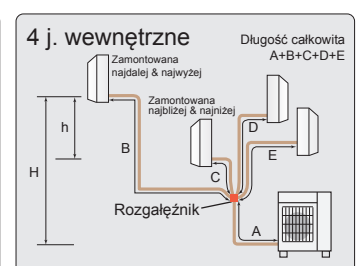 4 j. wewnętrzne
Długość całkowita
A+B+C+D+E
Zamontowana
najdalej & najwyżej
Zamontowana
najbliżej & najniżej
h
H
B
C
D
E
Rozgałęźnik
A